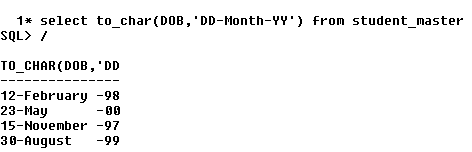 1* select to_char(DOB,'DD-Month-YY') from student_master
SQL> /
TO_CHAR(DOB,'DD
---------------
12-February -98
23-May      -00
15-November -97
30-August   -99